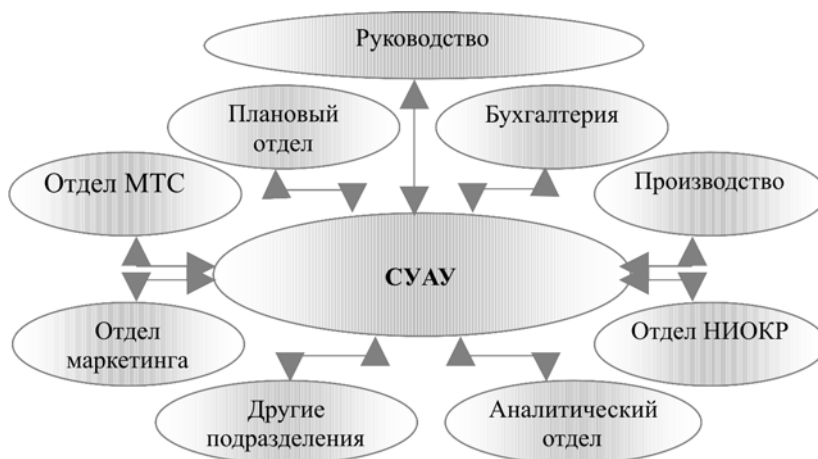 Руководство
Плановый
отдел
Бухгалтерия
Отдел МТС
Производство
СУАУ
Отдел
маркетинга
Отдел НИОКР
Другие
подразделения
Аналитический
отдел